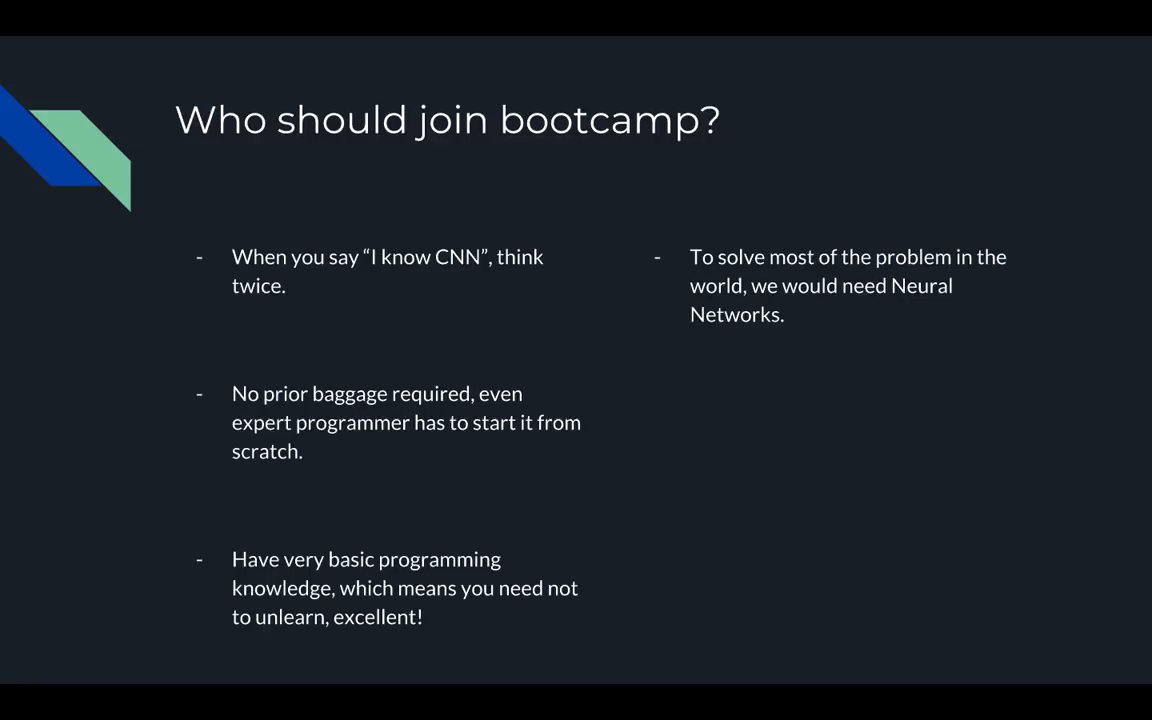 Who should join bootcamp?
- When you say “I know CNN”, think
twice.
- No prior baggage required, even
expert programmer has to start it from
scratch.
- Have very basic programming
knowledge, which means you need not
to unlearn, excellent!
- To solve most of the problem in the
world, we would need Neural
Networks.